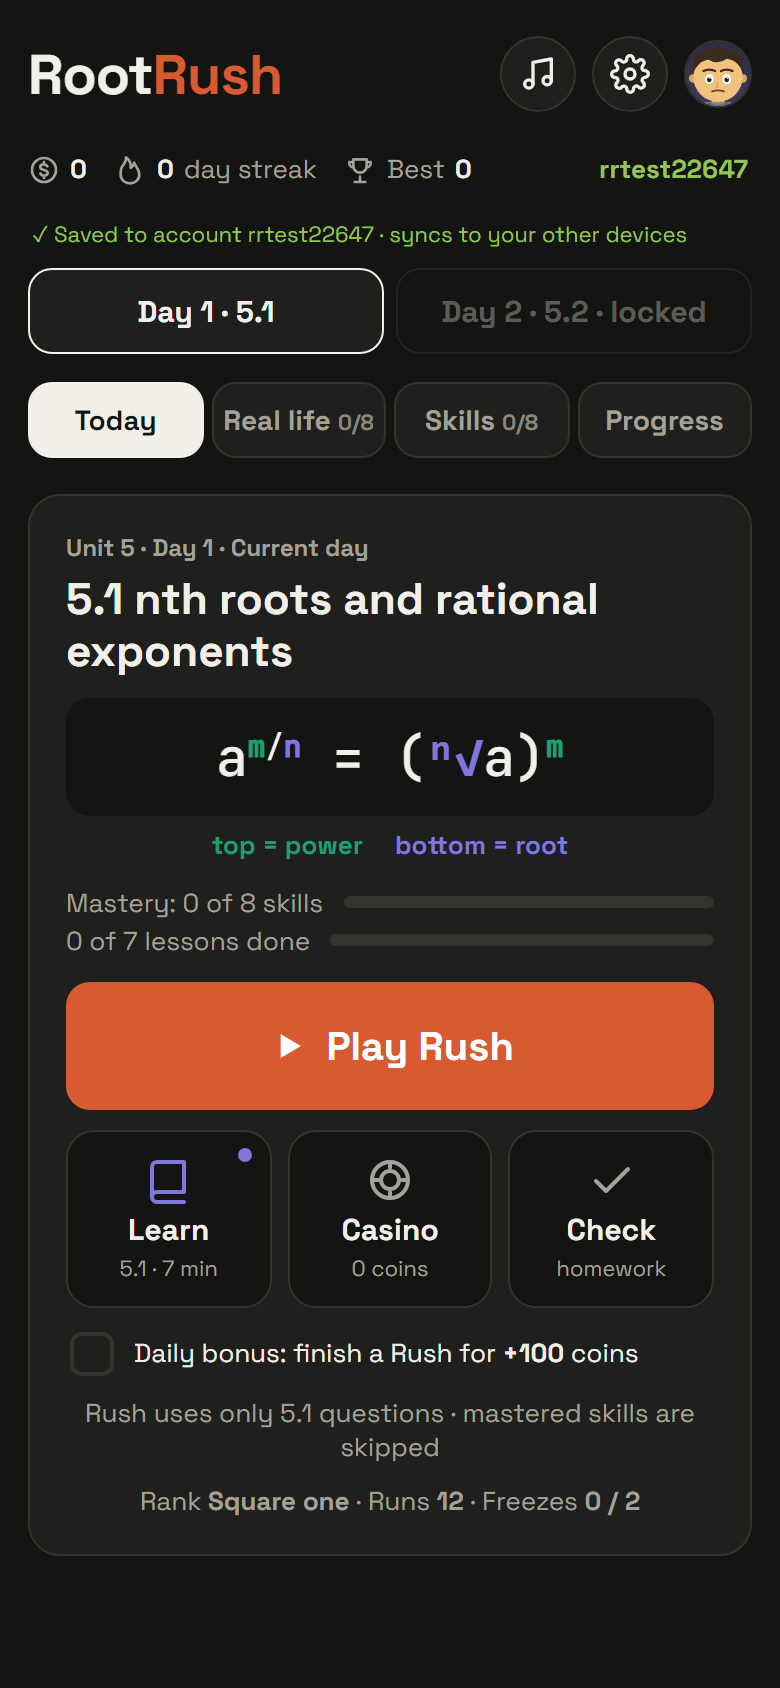 RootRush
0 0 day streak Best 0 rrtest22647
✓ Saved to account rrtest22647 · syncs to your other devices
Day 1 · 5.1 Day 2 · 5.2 · locked
Today Real life 0/8 Skills 0/8 Progress
Unit 5 · Day 1 · Current day
5.1 nth roots and rational
exponents
a^m/n = (ⁿ√a)^m
top = power bottom = root
Mastery: 0 of 8 skills
0 of 7 lessons done
Play Rush
Learn Casino Check
5.1 · 7 min 0 coins homework
Daily bonus: finish a Rush for +100 coins
Rush uses only 5.1 questions · mastered skills are
skipped
Rank Square one · Runs 12 · Freezes 0 / 2